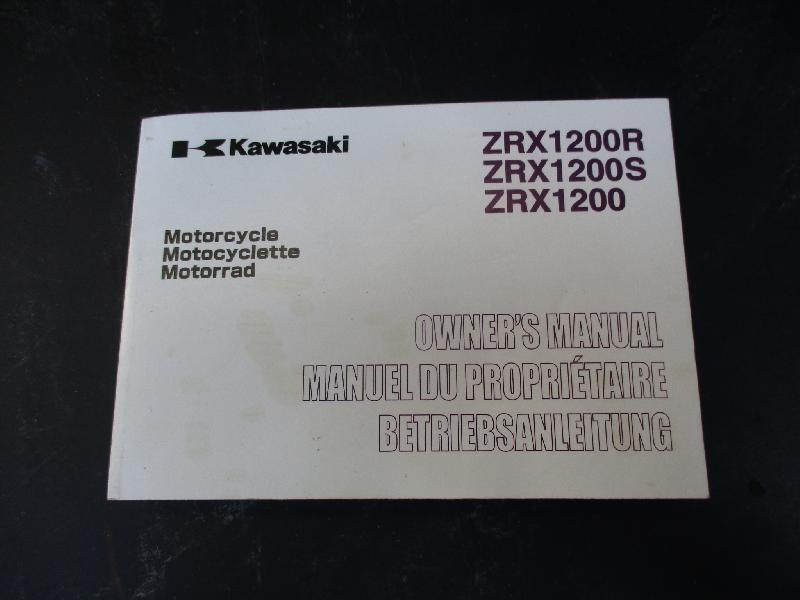 Kawasaki
ZRX1200R
ZRX1200S
ZRX1200
Motorcycle
Motocyclette
Motorrad
OWNER'S MANUAL
MANUEL DU PROPRIÉTAIRE
BETRIEBSANLEITUNG